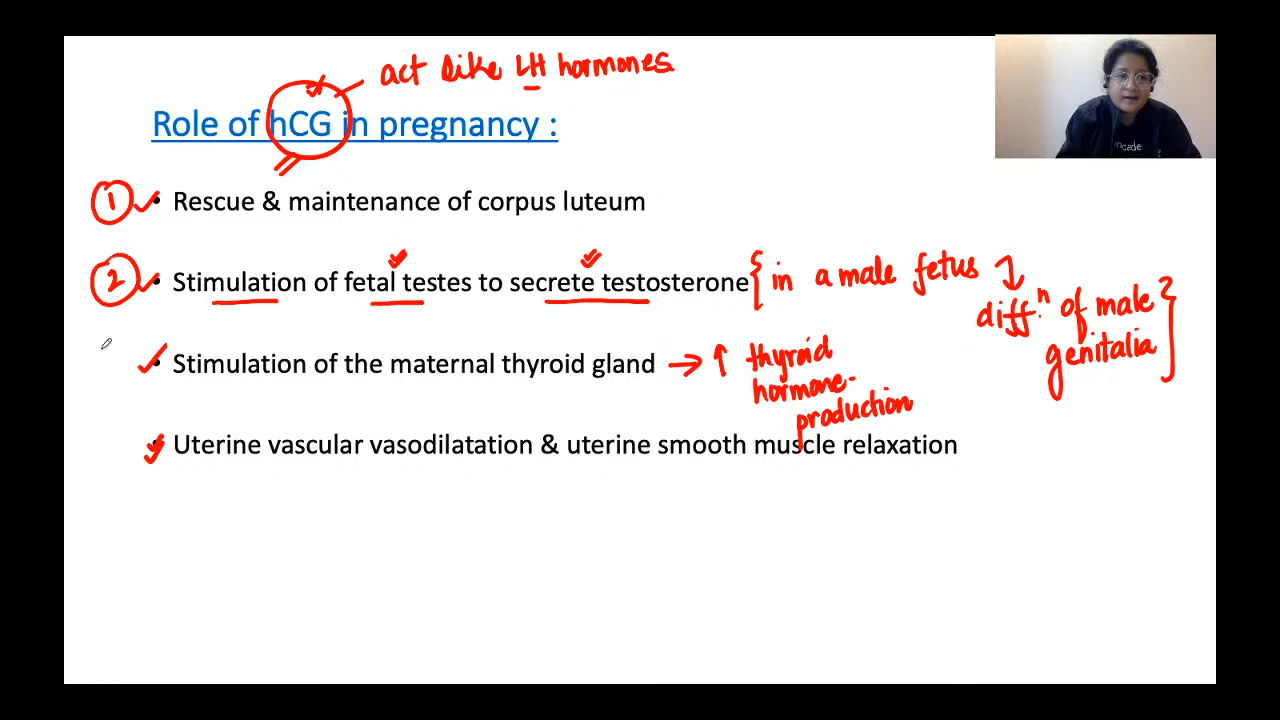 act like LH hormones
Role of hCG in pregnancy :
1 • Rescue & maintenance of corpus luteum
2 • Stimulation of fetal testes to secrete testosterone { in a male fetus
diff.n of male
genitalia }
• Stimulation of the maternal thyroid gland → ↑ thyroid
hormone
production
• Uterine vascular vasodilatation & uterine smooth muscle relaxation